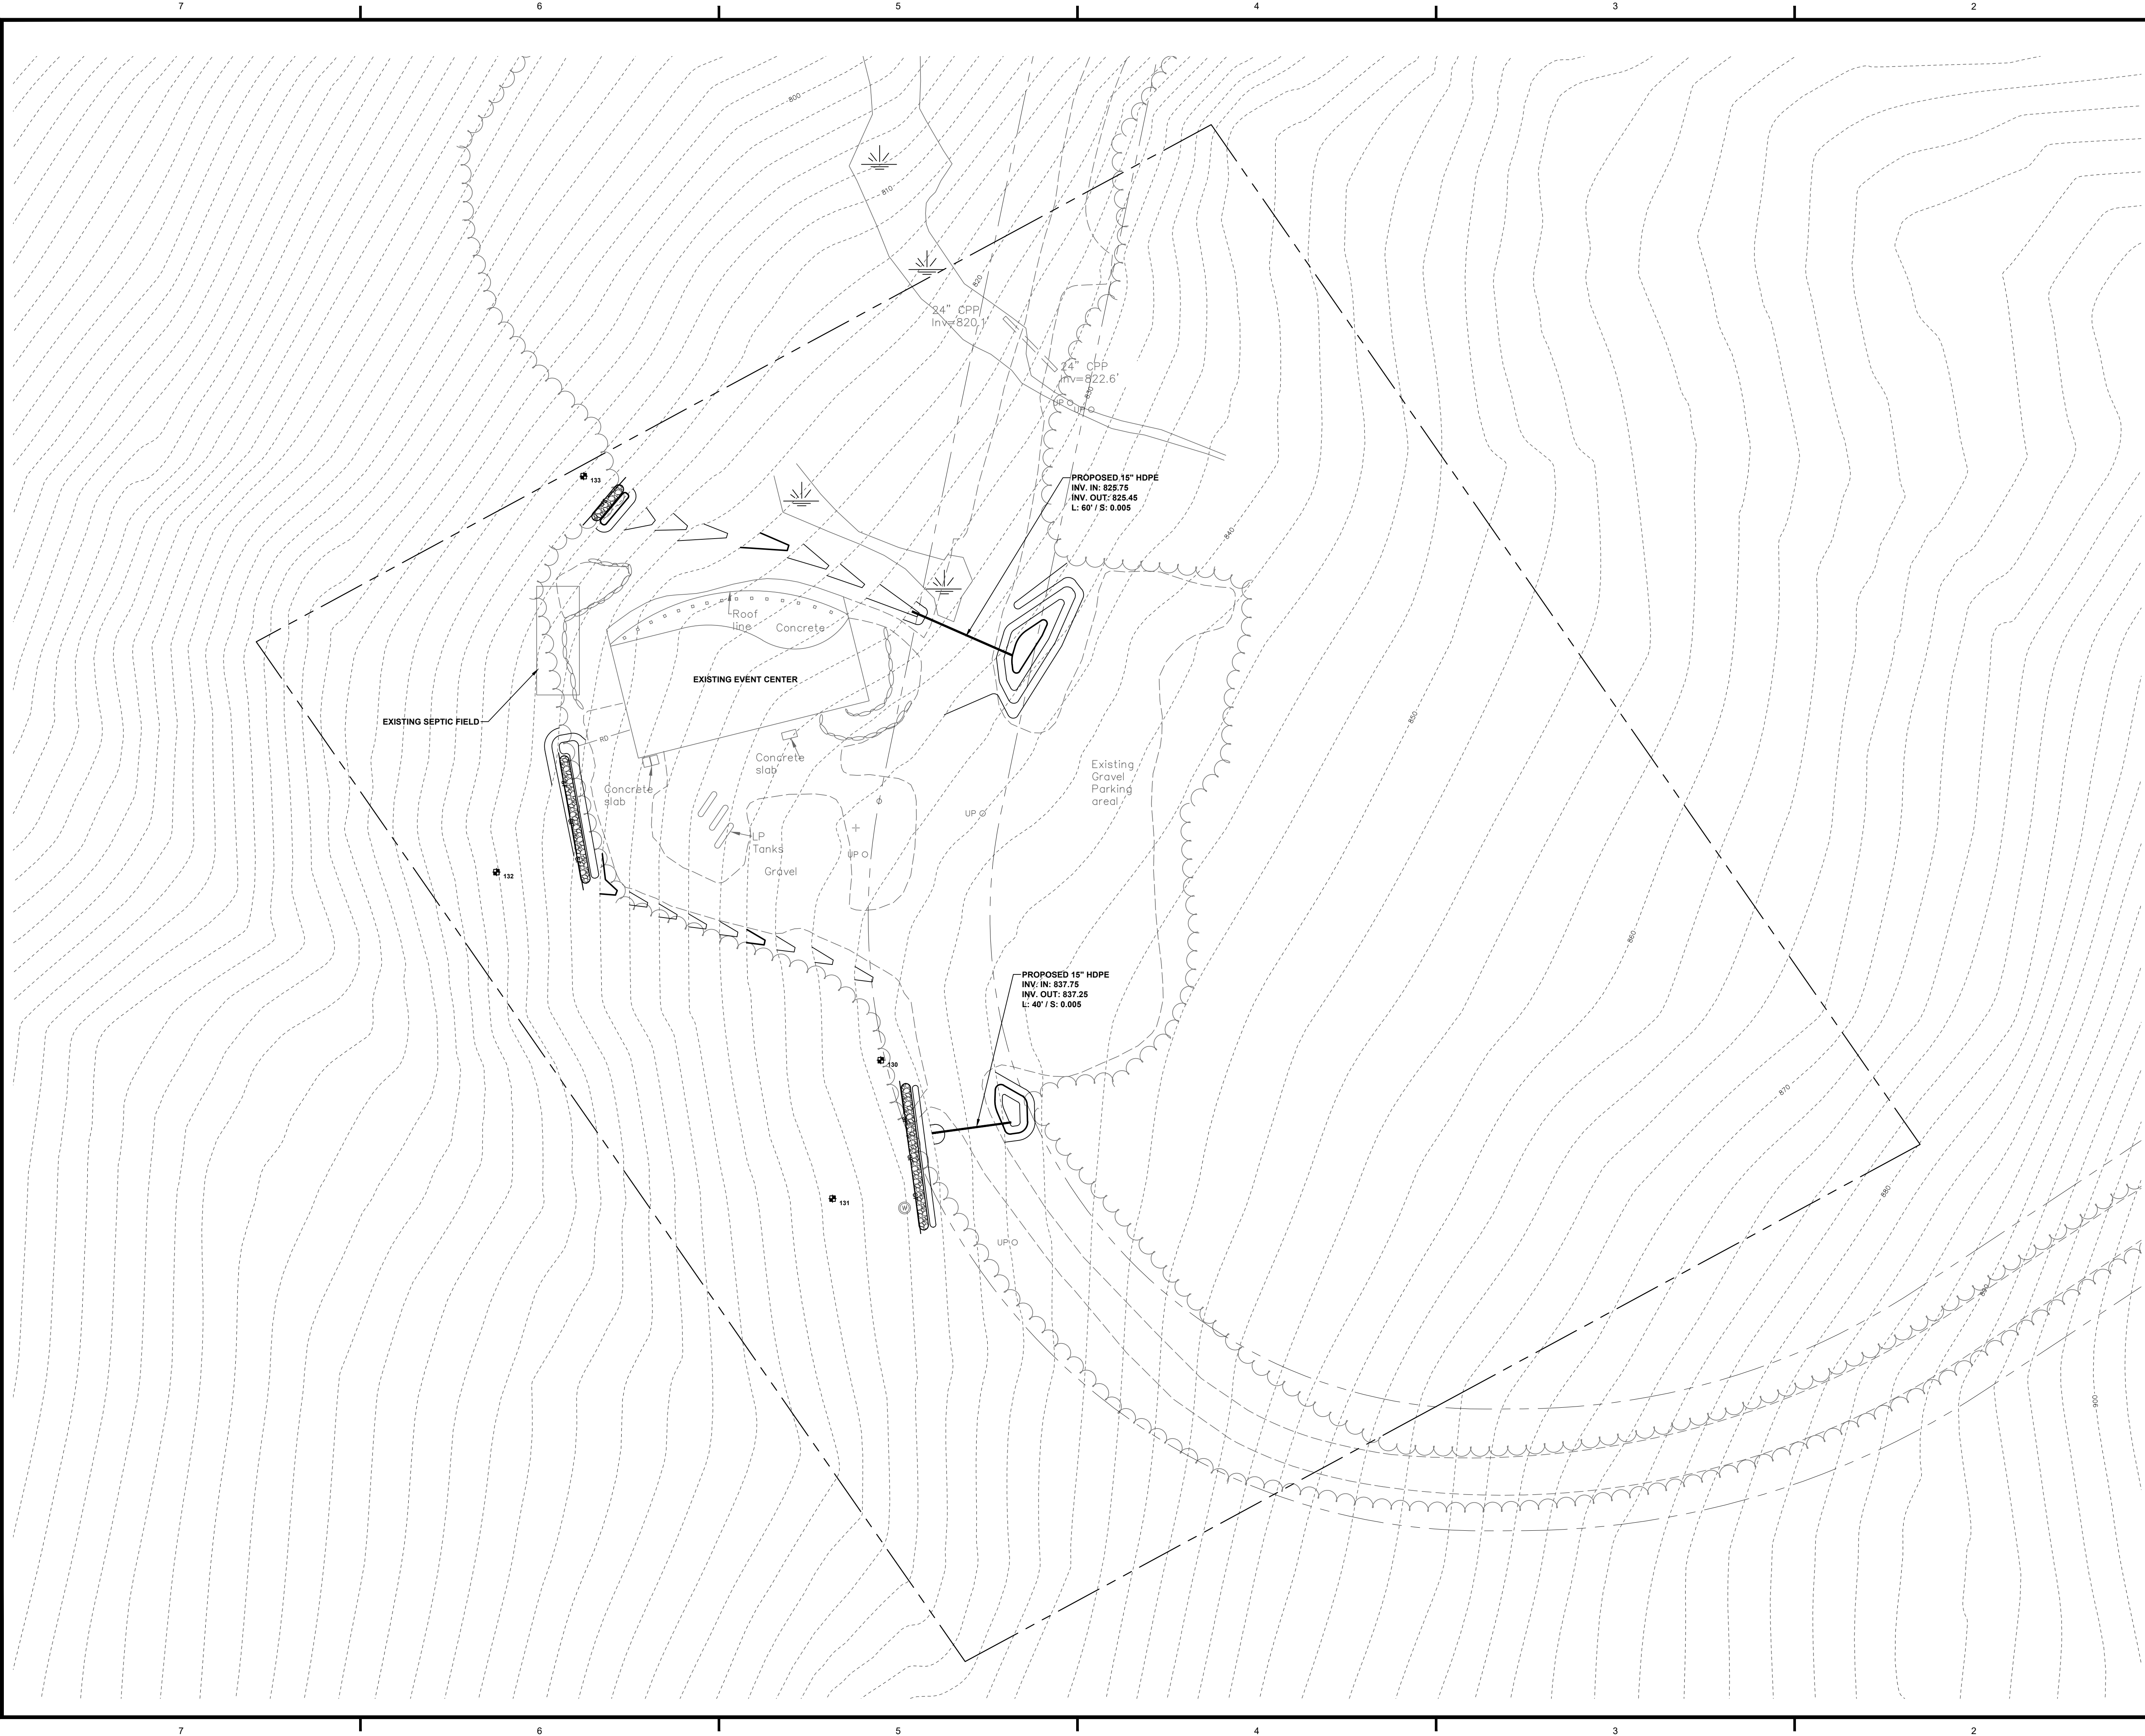 7
6
5
4
3
2
800
810
820
24" CPP
Inv=820.1'
24" CPP
Inv=822.6'
830
UP
UP
133
PROPOSED 15" HDPE
INV. IN: 825.75
INV. OUT: 825.45
L: 60' / S: 0.005
840
Roof
line
Concrete
EXISTING EVENT CENTER
EXISTING SEPTIC FIELD
850
RD
Concrete
slab
Existing
Gravel
Parking
areal
Concrete
slab
UP
LP
Tanks
UP
Gravel
132
860
PROPOSED 15" HDPE
INV. IN: 837.75
INV. OUT: 837.25
L: 40' / S: 0.005
130
870
131
W
880
UP
890
900
7
6
5
4
3
2